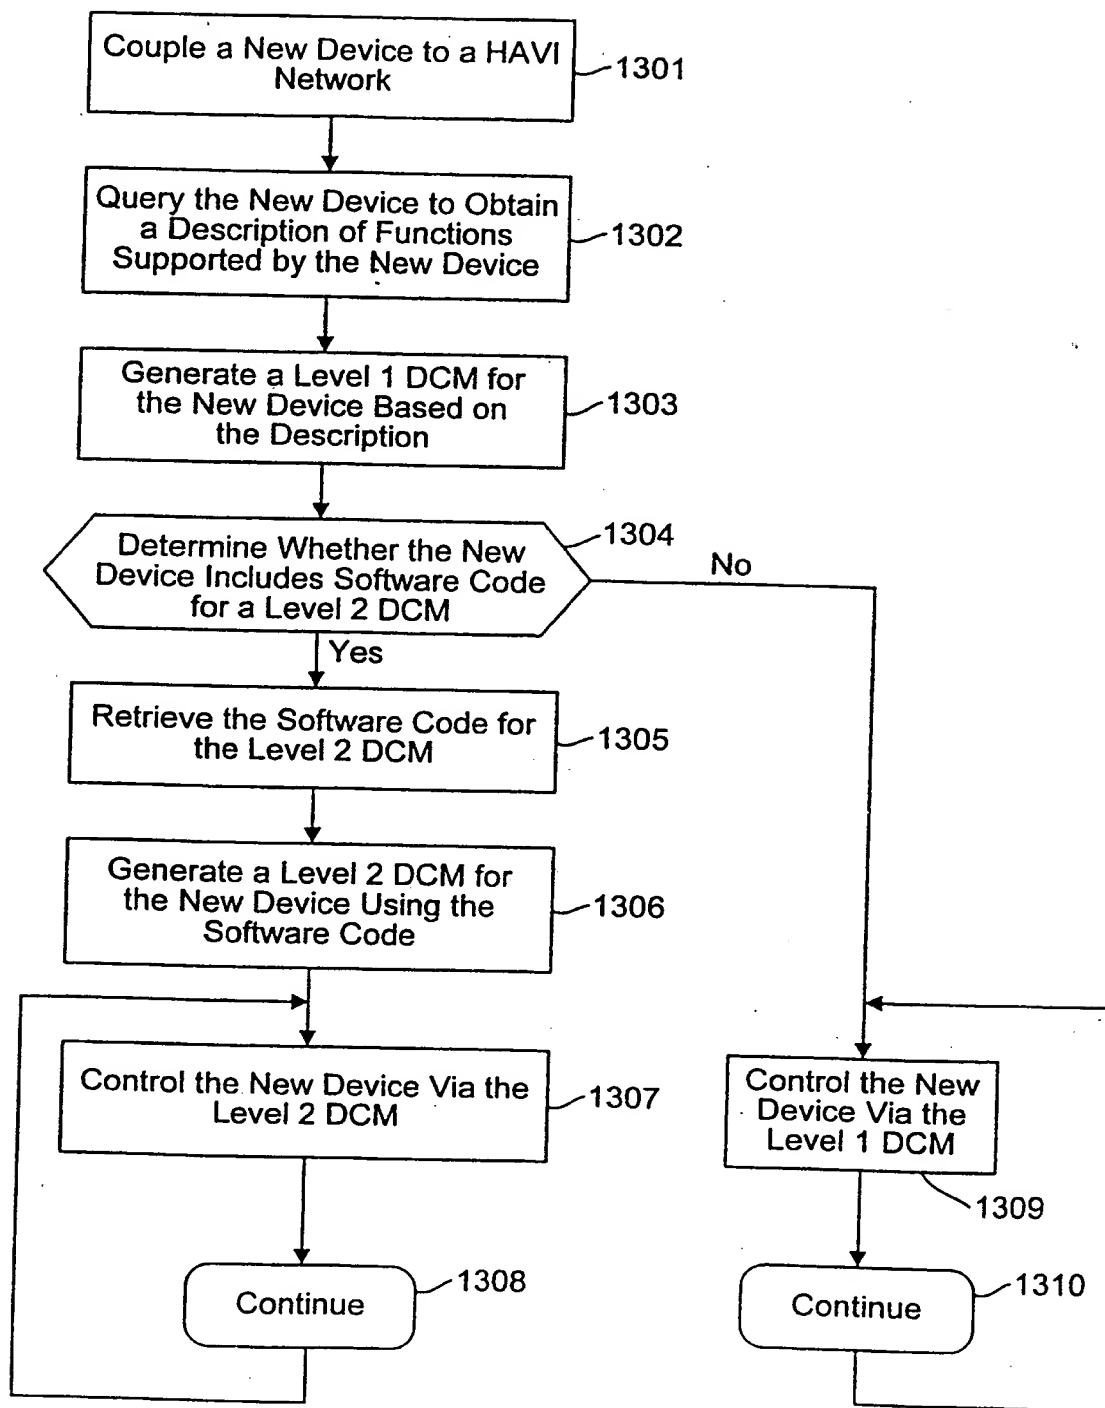 Couple a New Device to a HAVI
Network
1301
Query the New Device to Obtain
a Description of Functions
Supported by the New Device
1302
Generate a Level 1 DCM for
the New Device Based on
the Description
1303
Determine Whether the New
Device Includes Software Code
for a Level 2 DCM
1304
No
Yes
Retrieve the Software Code for
the Level 2 DCM
1305
Generate a Level 2 DCM for
the New Device Using the
Software Code
1306
Control the New Device Via the
Level 2 DCM
1307
Control the New
Device Via the
Level 1 DCM
1309
Continue
1308
Continue
1310